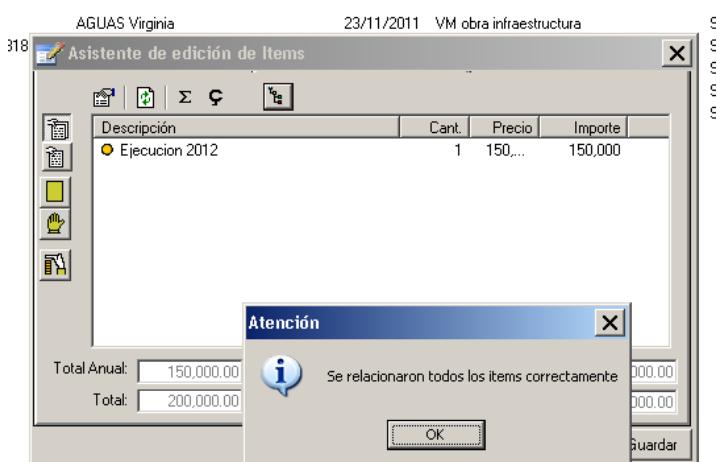 AGUAS Virginia 23/11/2011 VM obra infraestructura
318
Asistente de edición de Items
Σ Ç
Descripción Cant. Precio Importe
Ejecucion 2012 1 150,... 150,000
Atención
Se relacionaron todos los items correctamente
OK
Total Anual: 150,000.00 000.00
Total: 200,000.00 000.00
Guardar